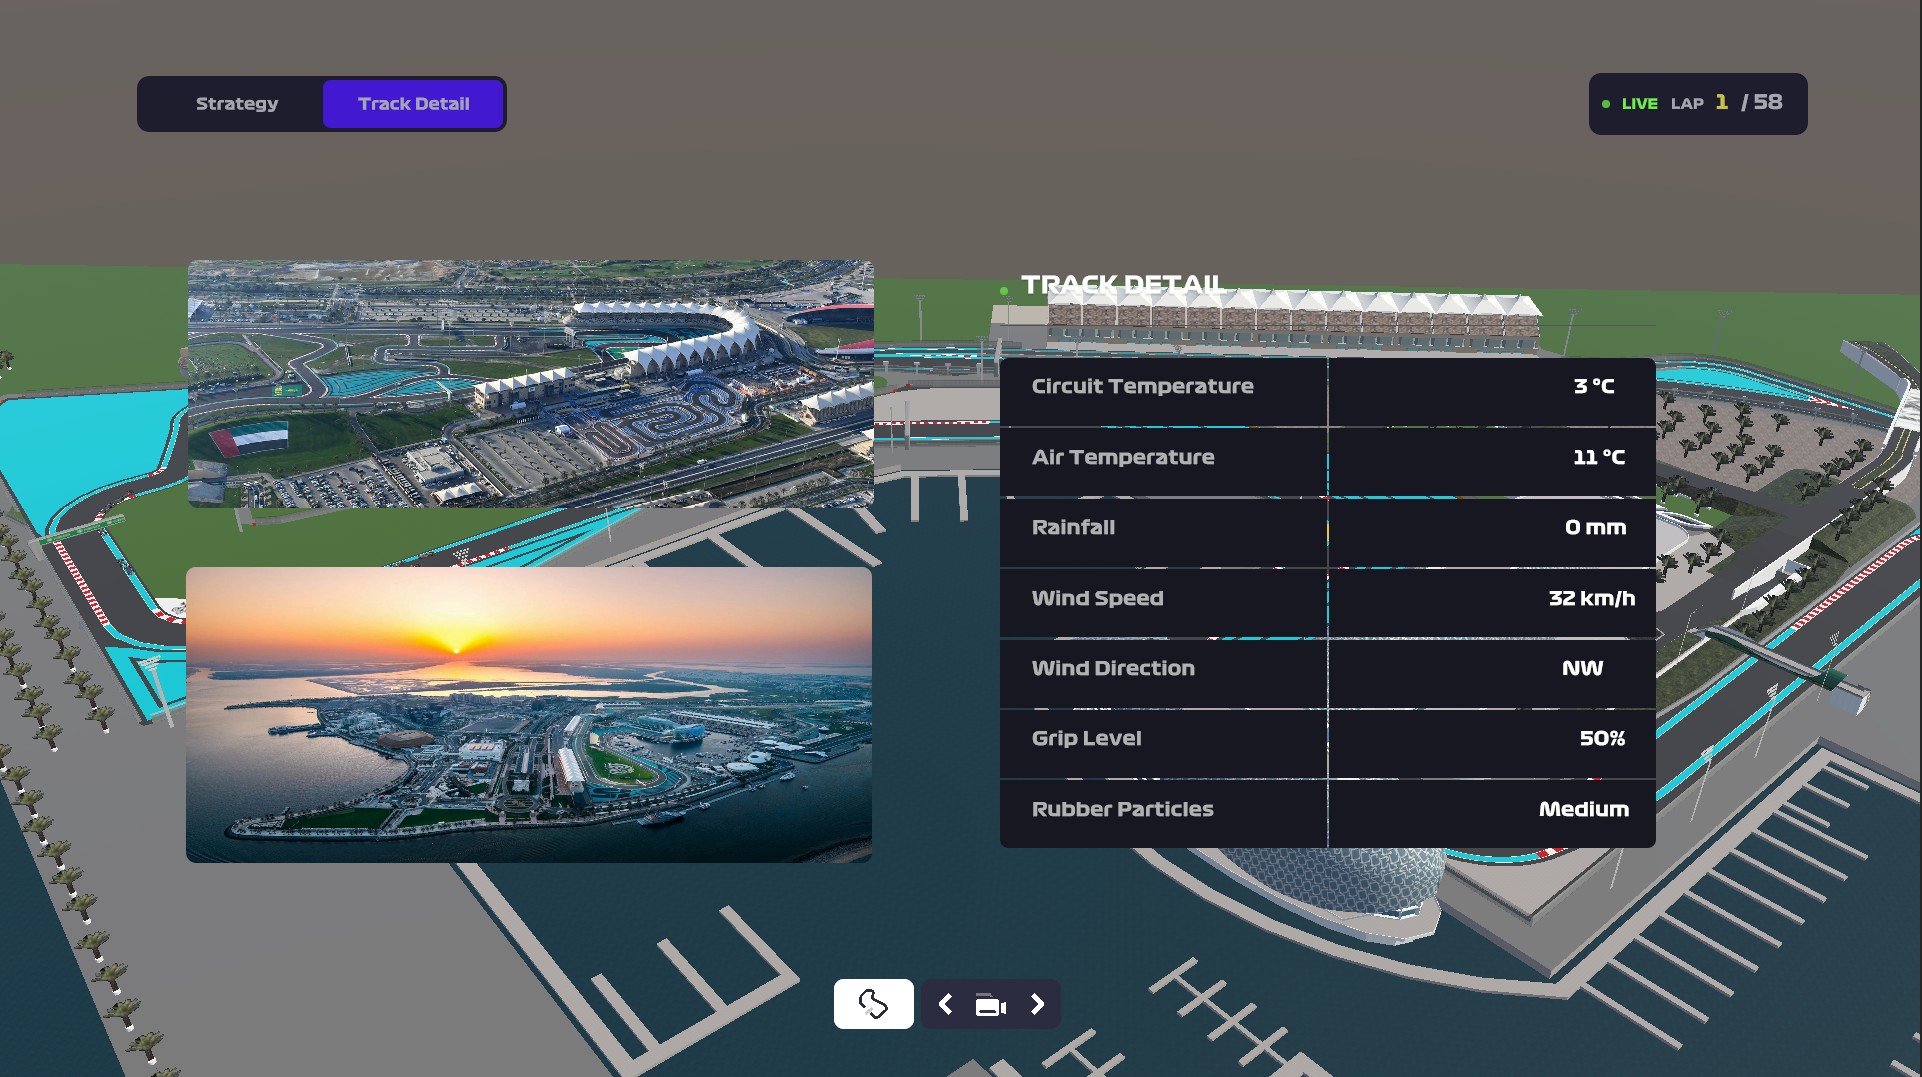 Strategy
Track Detail
LIVE LAP 1 / 58
TRACK DETAIL
Circuit Temperature 3 °C
Air Temperature 11 °C
Rainfall 0 mm
Wind Speed 32 km/h
Wind Direction NW
Grip Level 50%
Rubber Particles Medium